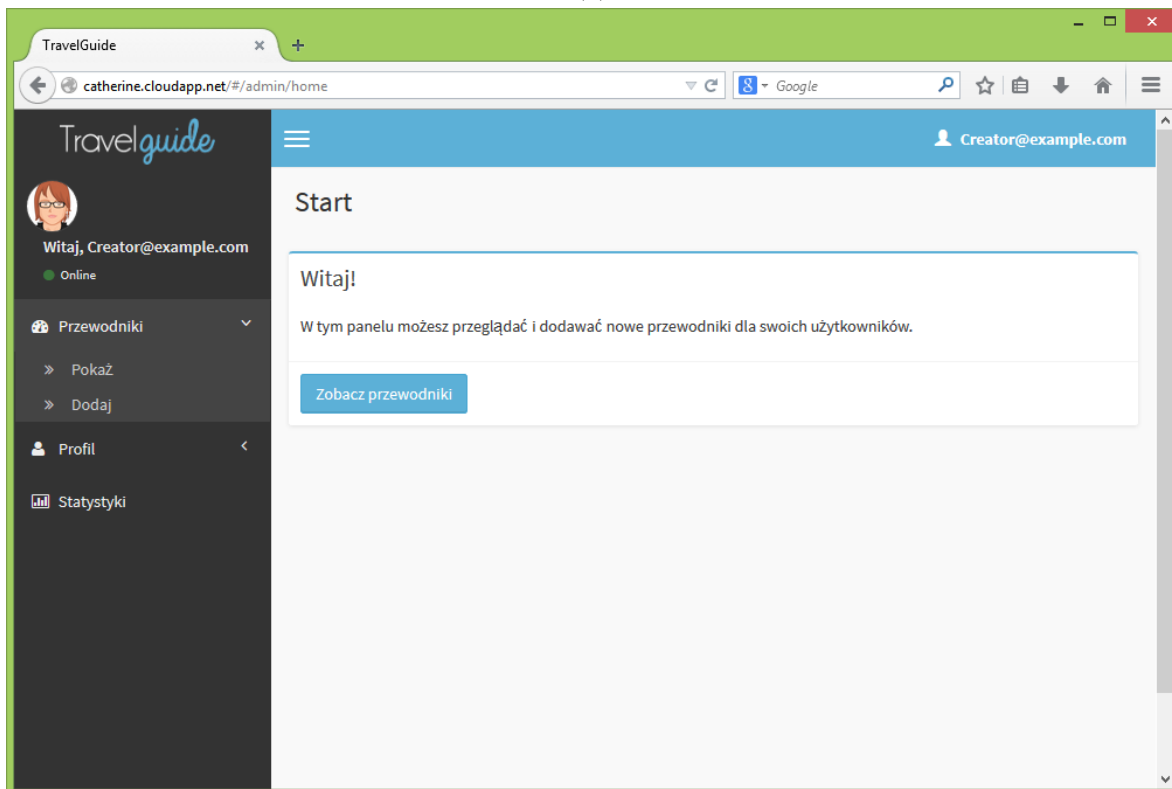 TravelGuide
catherine.cloudapp.net/#/admin/home
Google
Travelguide
Creator@example.com
Witaj, Creator@example.com
Online
Przewodniki
Pokaż
Dodaj
Profil
Statystyki
Start
Witaj!
W tym panelu możesz przeglądać i dodawać nowe przewodniki dla swoich użytkowników.
Zobacz przewodniki